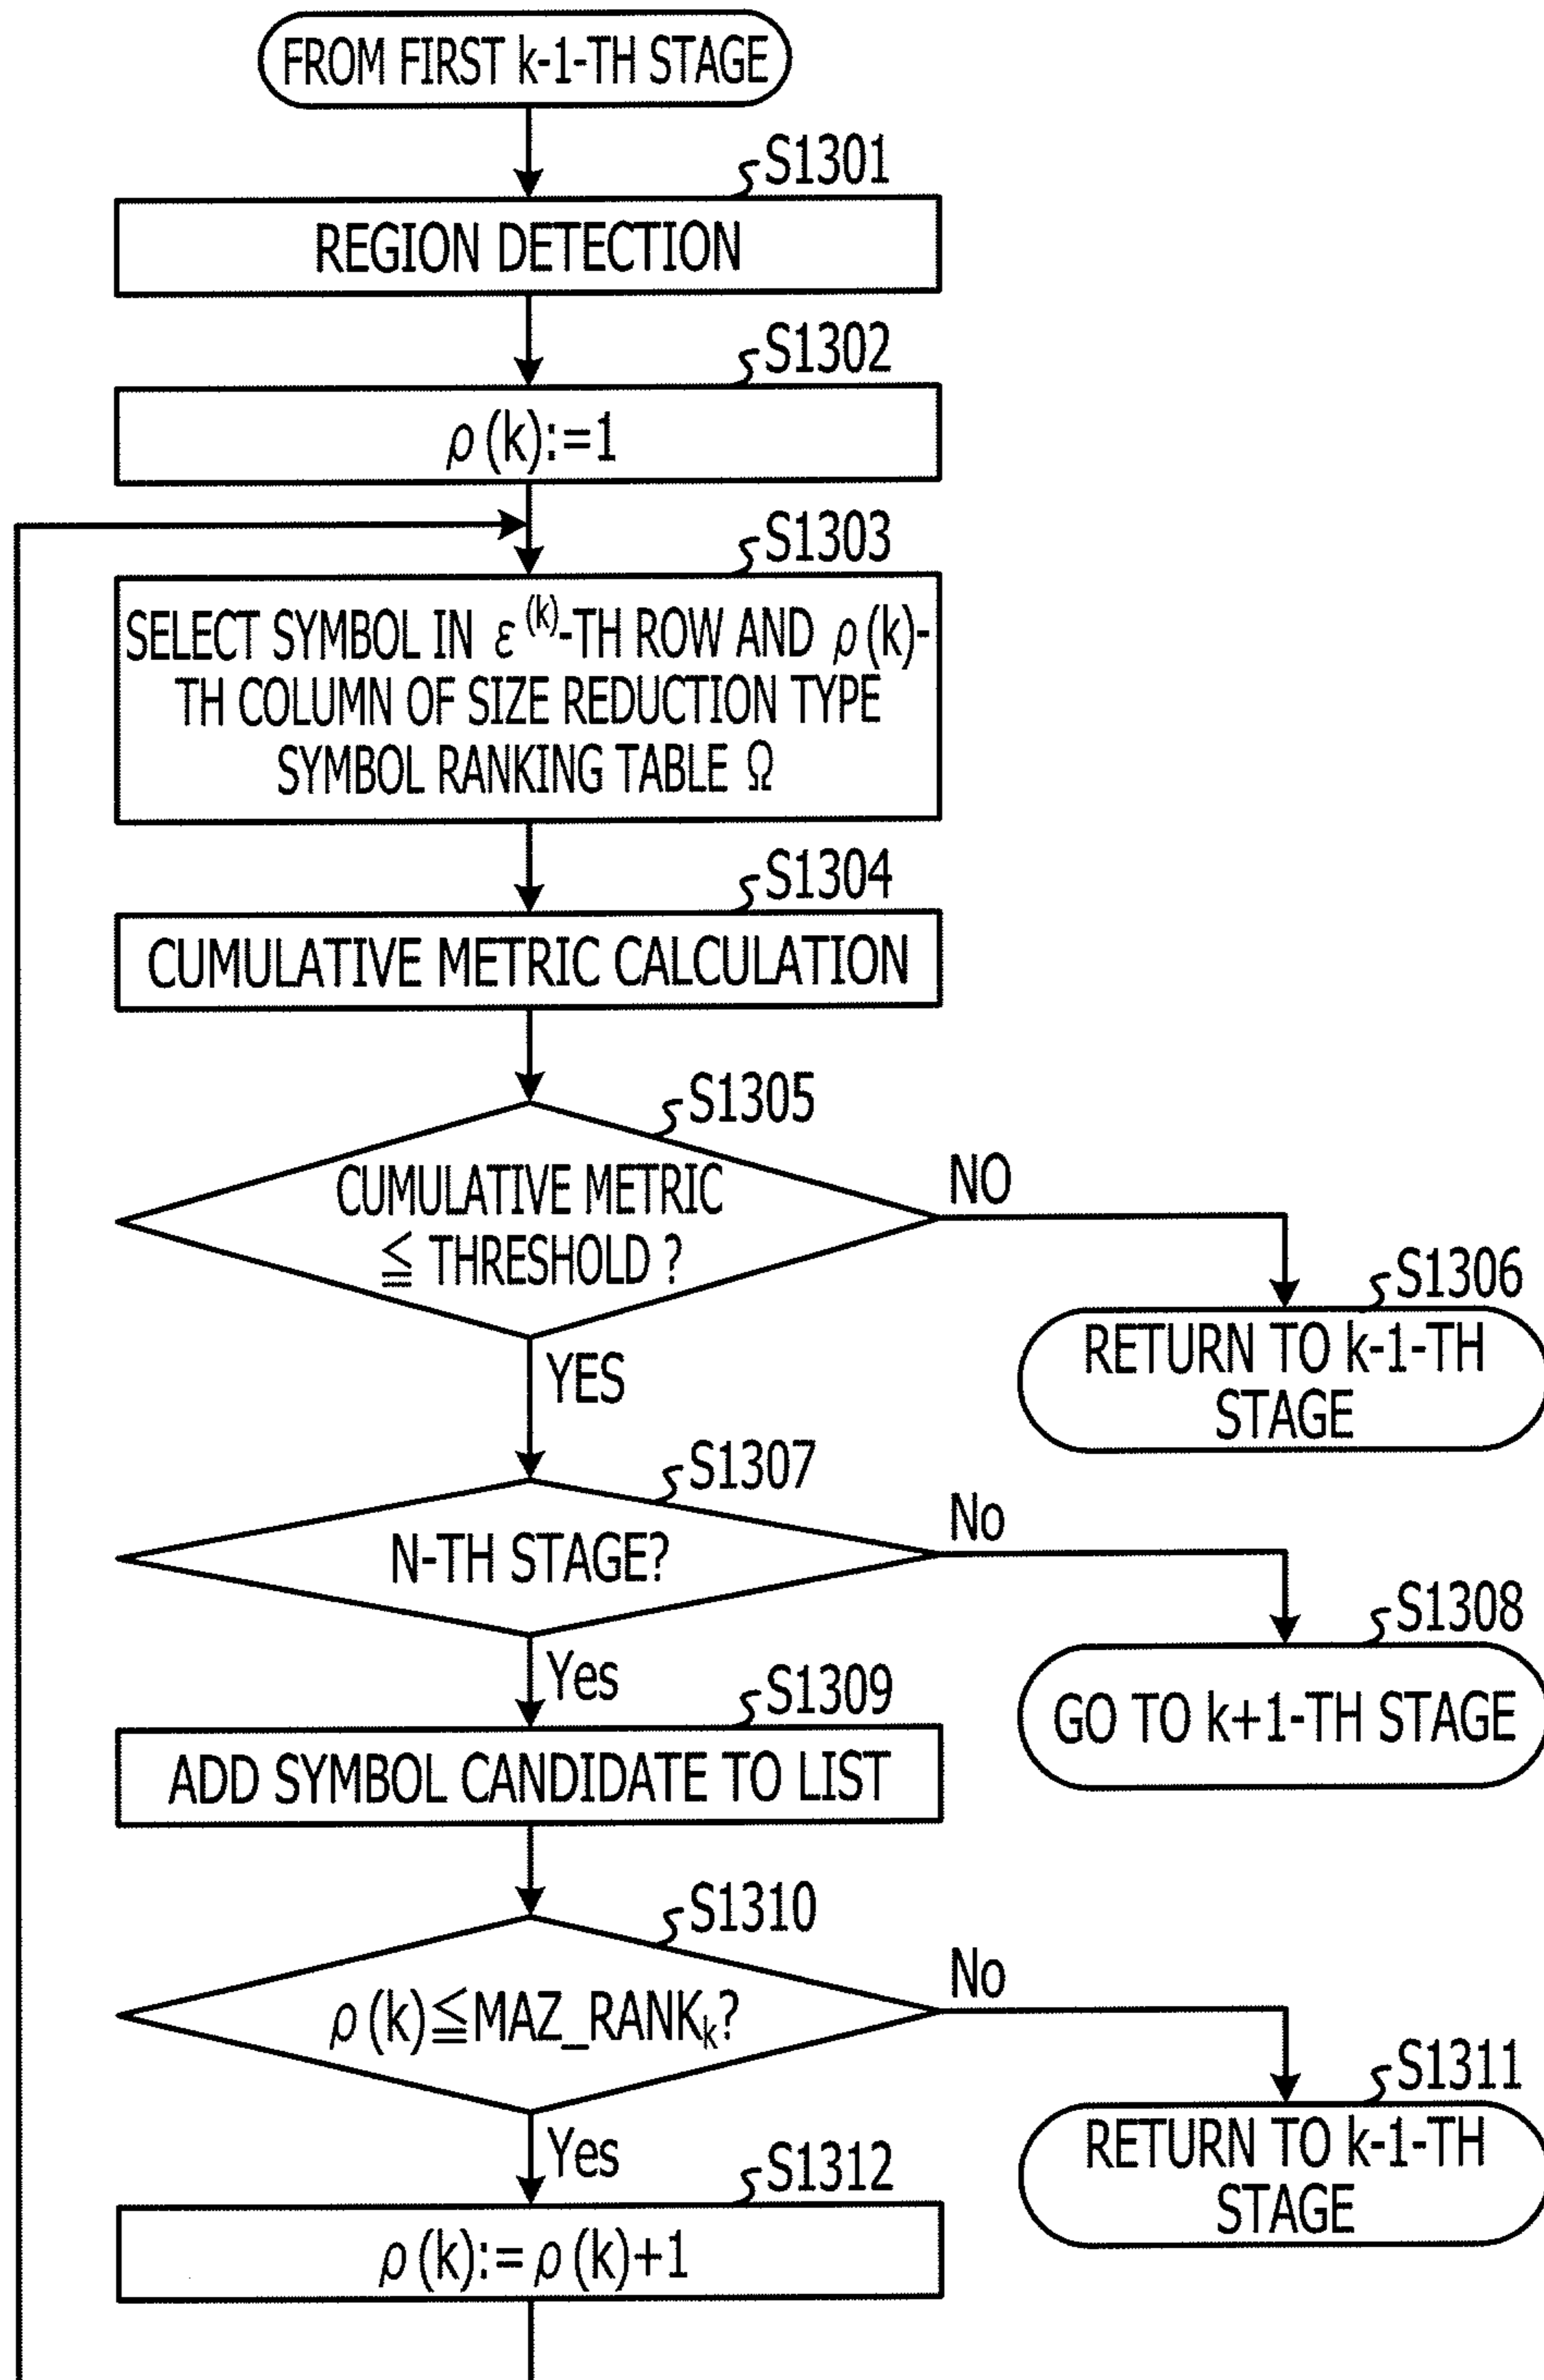 FROM FIRST k-1-TH STAGE
S1301
REGION DETECTION
S1302
ρ(k):=1
S1303
SELECT SYMBOL IN ε^(k)-TH ROW AND ρ(k)-
TH COLUMN OF SIZE REDUCTION TYPE
SYMBOL RANKING TABLE Ω
S1304
CUMULATIVE METRIC CALCULATION
S1305
CUMULATIVE METRIC
≦ THRESHOLD ?
NO
S1306
RETURN TO k-1-TH
STAGE
YES
S1307
N-TH STAGE?
No
S1308
GO TO k+1-TH STAGE
Yes
S1309
ADD SYMBOL CANDIDATE TO LIST
S1310
ρ(k)≦MAZ_RANKk?
No
S1311
RETURN TO k-1-TH
STAGE
Yes
S1312
ρ(k):=ρ(k)+1